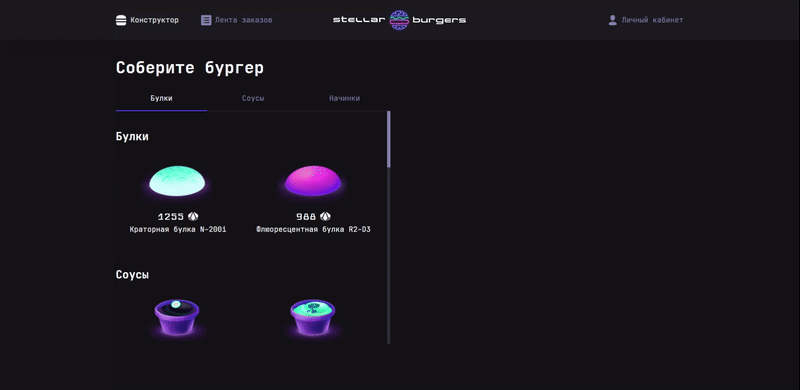 Конструктор
Лента заказов
stellar burgers
Личный кабинет
Соберите бургер
Булки Соусы Начинки
Булки
1255 988
Краторная булка N-200i Флюоресцентная булка R2-D3
Соусы